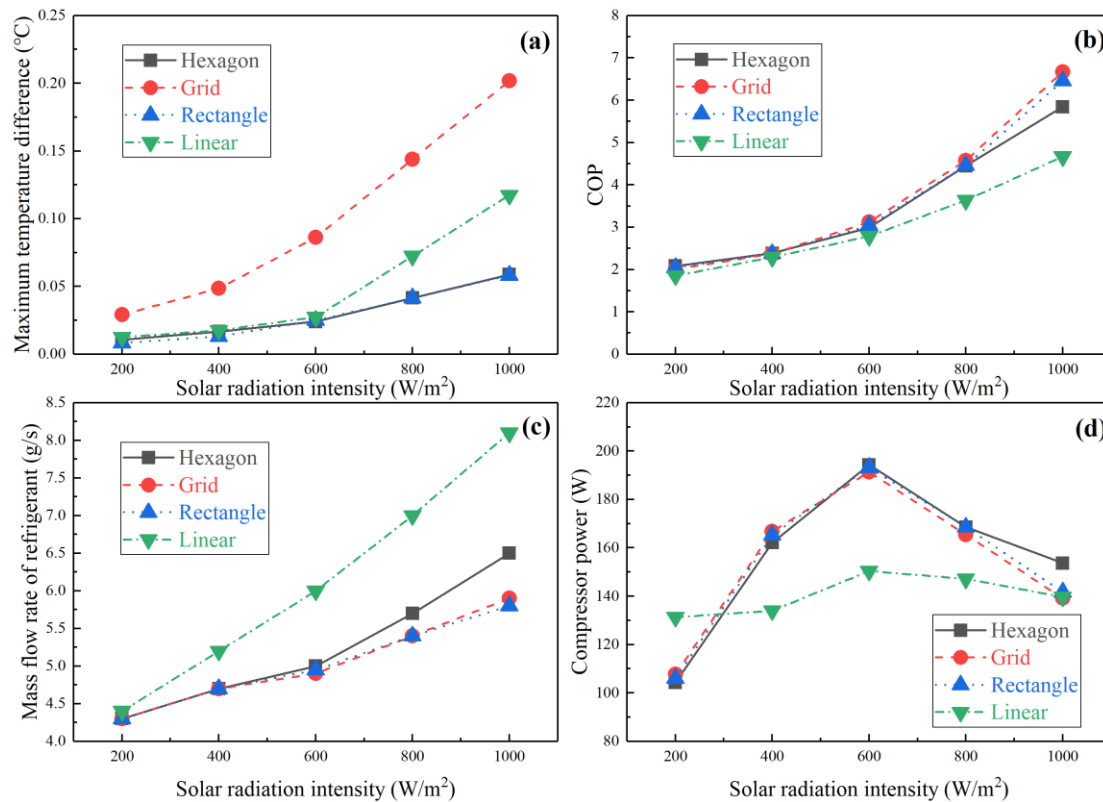 (a)
Maximum temperature difference (℃)
0.25
0.20
0.15
0.10
0.05
0.00
Hexagon
Grid
Rectangle
Linear
200 400 600 800 1000
Solar radiation intensity (W/m²)
(b)
COP
8
7
6
5
4
3
2
1
0
Hexagon
Grid
Rectangle
Linear
200 400 600 800 1000
Solar radiation intensity (W/m²)
(c)
Mass flow rate of refrigerant (g/s)
8.5
8.0
7.5
7.0
6.5
6.0
5.5
5.0
4.5
4.0
Hexagon
Grid
Rectangle
Linear
200 400 600 800 1000
Solar radiation intensity (W/m²)
(d)
Compressor power (W)
220
200
180
160
140
120
100
80
Hexagon
Grid
Rectangle
Linear
200 400 600 800 1000
Solar radiation intensity (W/m²)